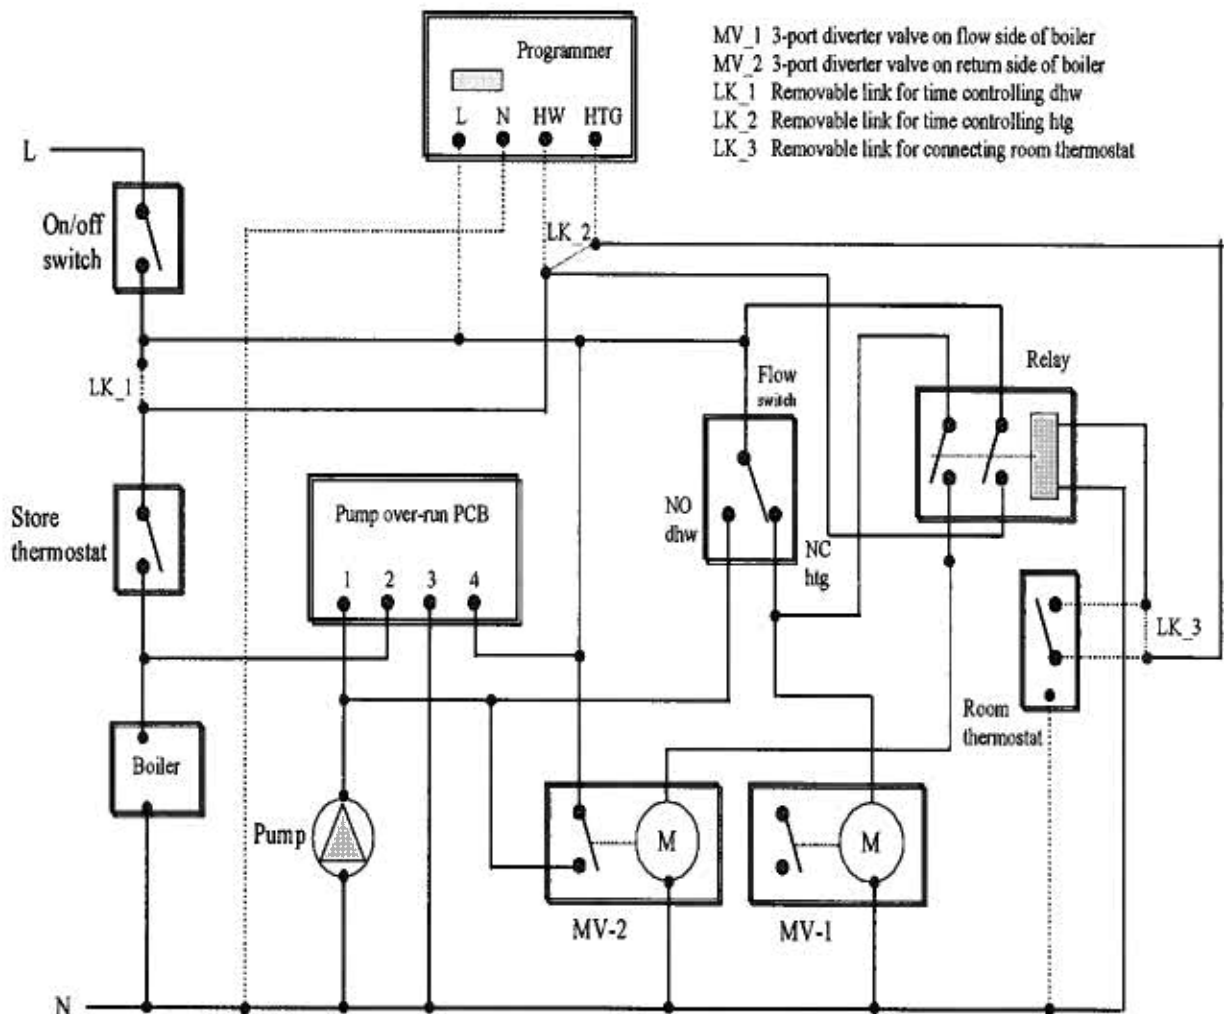 Programmer
L N HW HTG
MV_1 3-port diverter valve on flow side of boiler
MV_2 3-port diverter valve on return side of boiler
LK_1 Removable link for time controlling dhw
LK_2 Removable link for time controlling htg
LK_3 Removable link for connecting room thermostat
L
On/off
switch
LK_2
LK_1
Flow
switch
Relay
Store
thermostat
Pump over-run PCB
1 2 3 4
NO
dhw
NC
htg
LK_3
Room
thermostat
Boiler
Pump
M
M
MV-2
MV-1
N